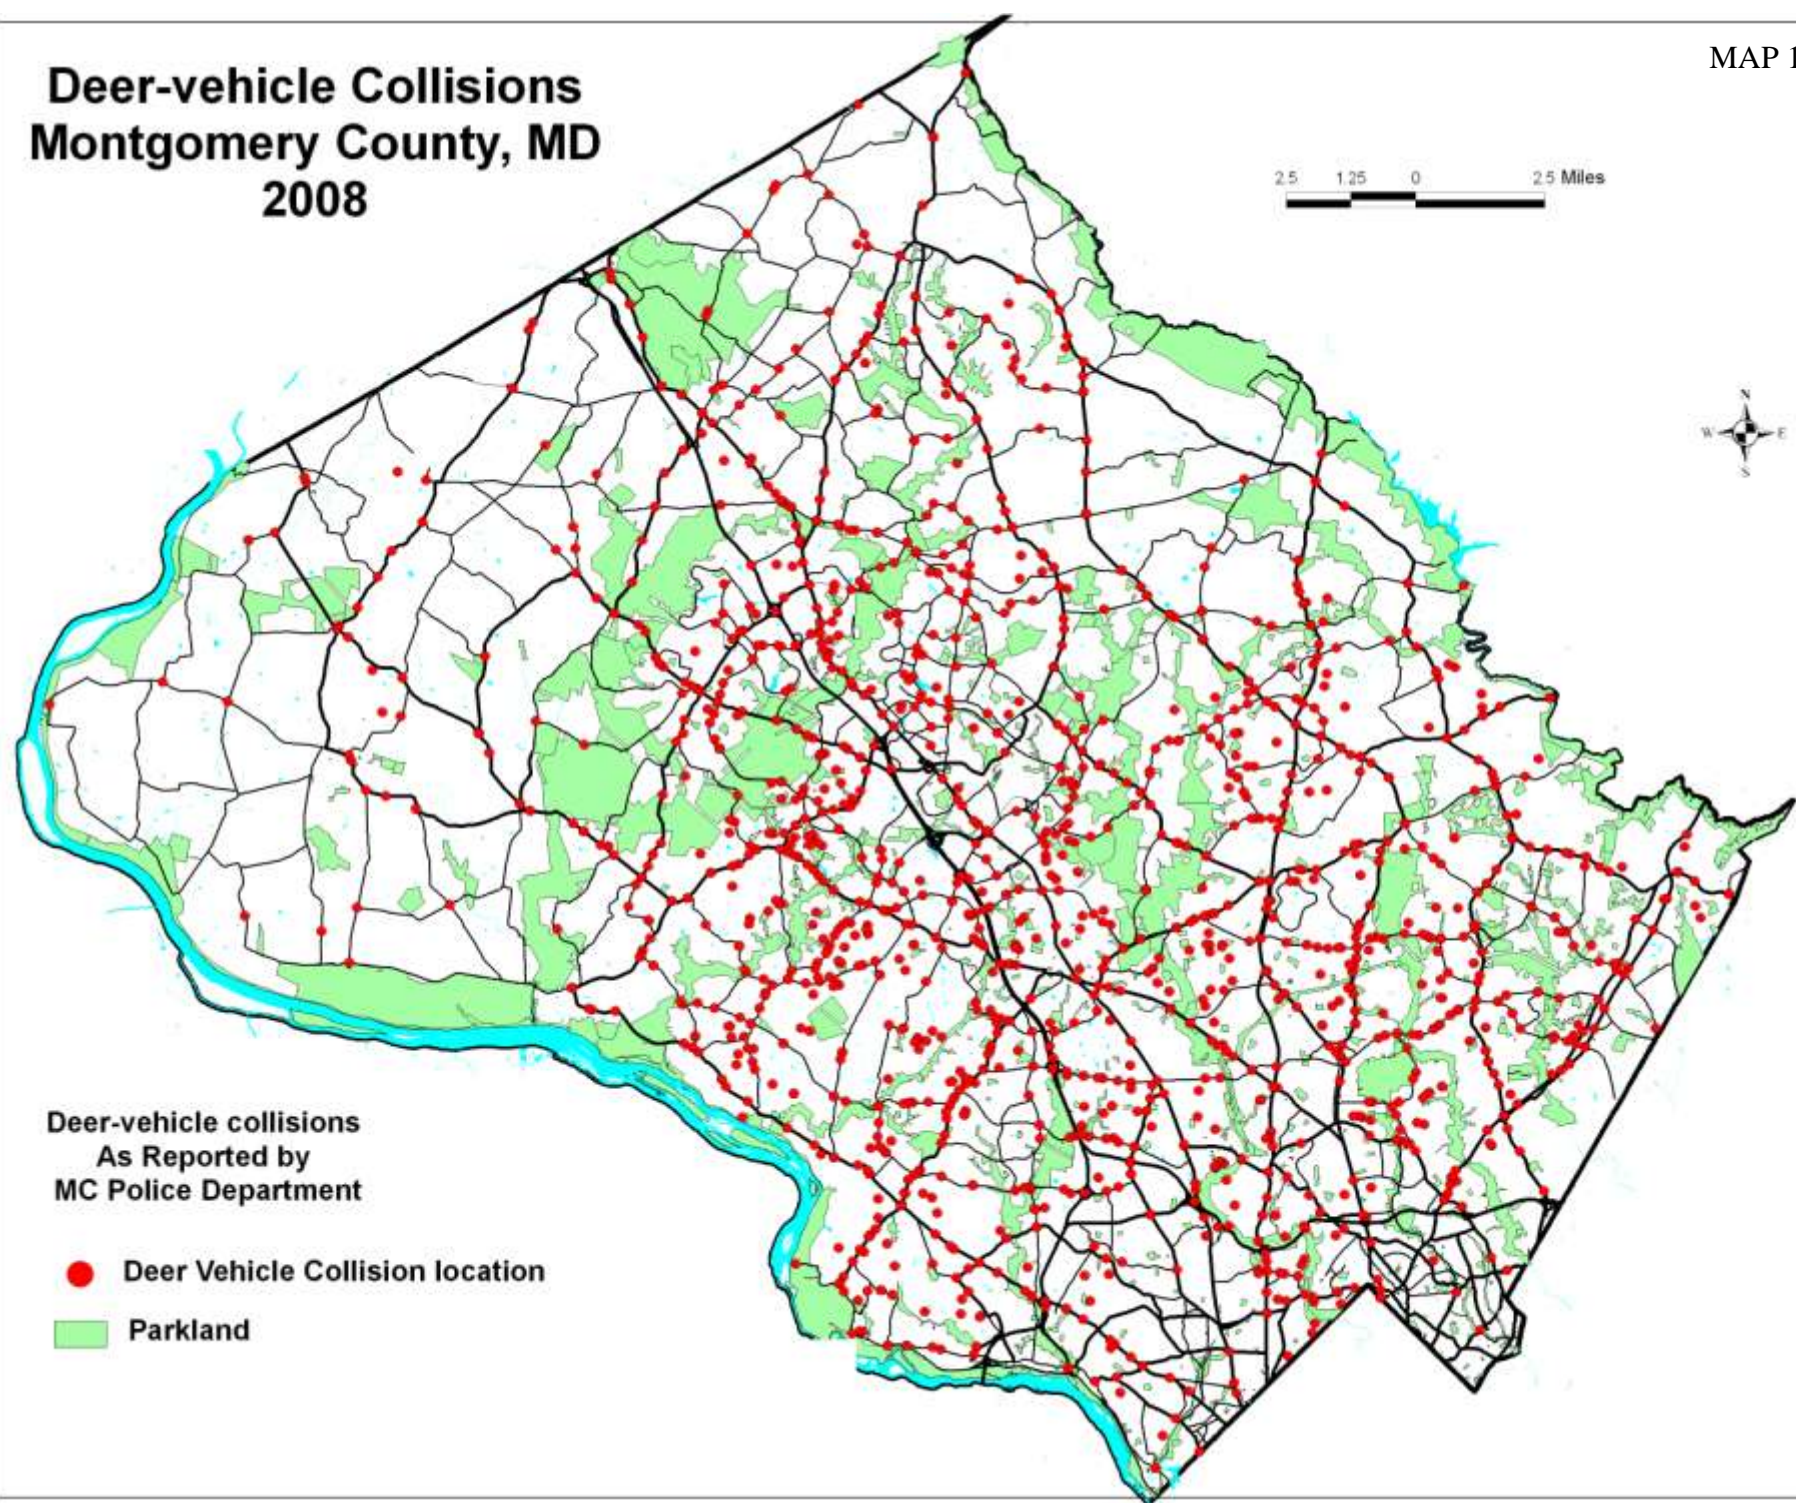 MAP 1
Deer-vehicle Collisions
Montgomery County, MD
2008
2.5 1.25 0 2.5 Miles
N
W E
S
Deer-vehicle collisions
As Reported by
MC Police Department
Deer Vehicle Collision location
Parkland